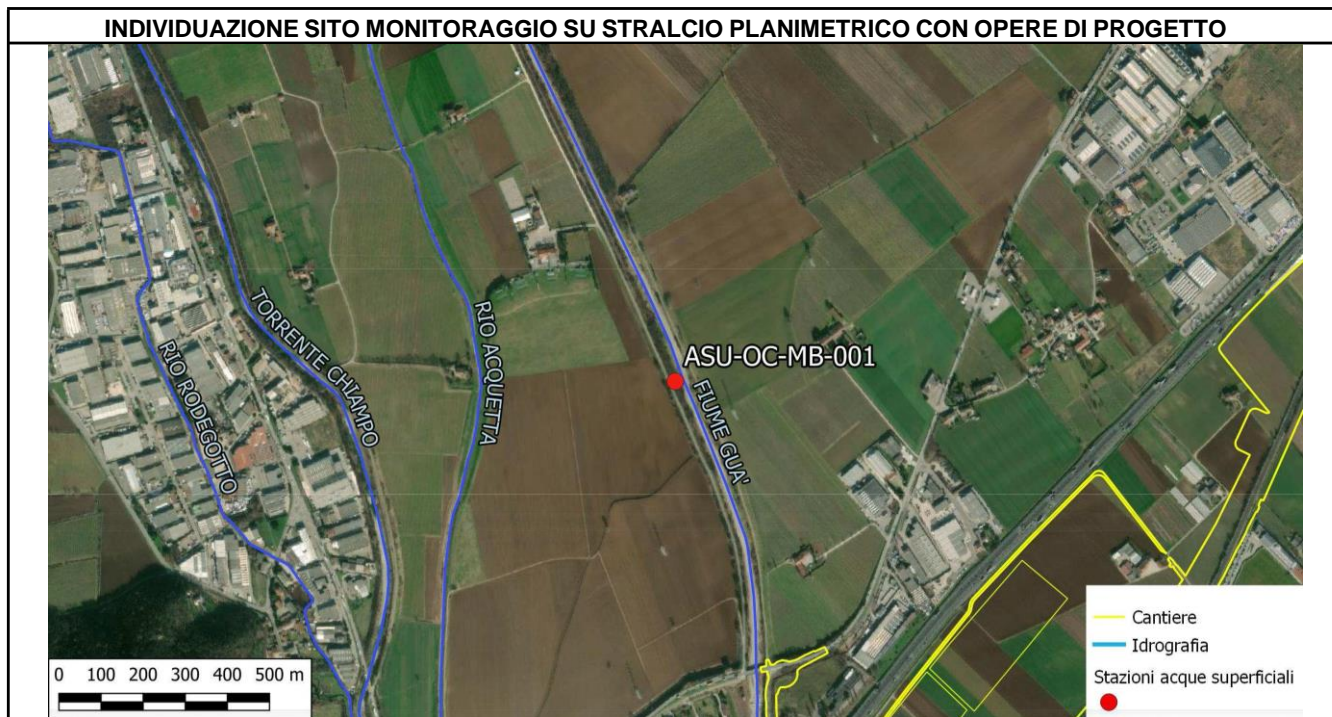 INDIVIDUAZIONE SITO MONITORAGGIO SU STRALCIO PLANIMETRICO CON OPERE DI PROGETTO
TORRENTE CHIAMPO
RIO RODEGOTTO
RIO ACQUETTA
ASU-OC-MB-001
FIUME GUA'
0 100 200 300 400 500 m
Cantiere
Idrografia
Stazioni acque superficiali